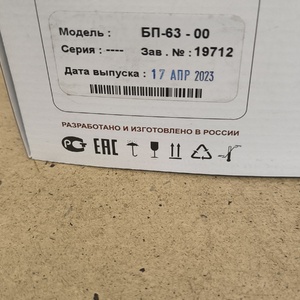 Модель : БП-63 - 00
Серия : ---- Зав . № : 19712
Дата выпуска : 17 АПР 2023
РАЗРАБОТАНО И ИЗГОТОВЛЕНО В РОССИИ
ЕАС